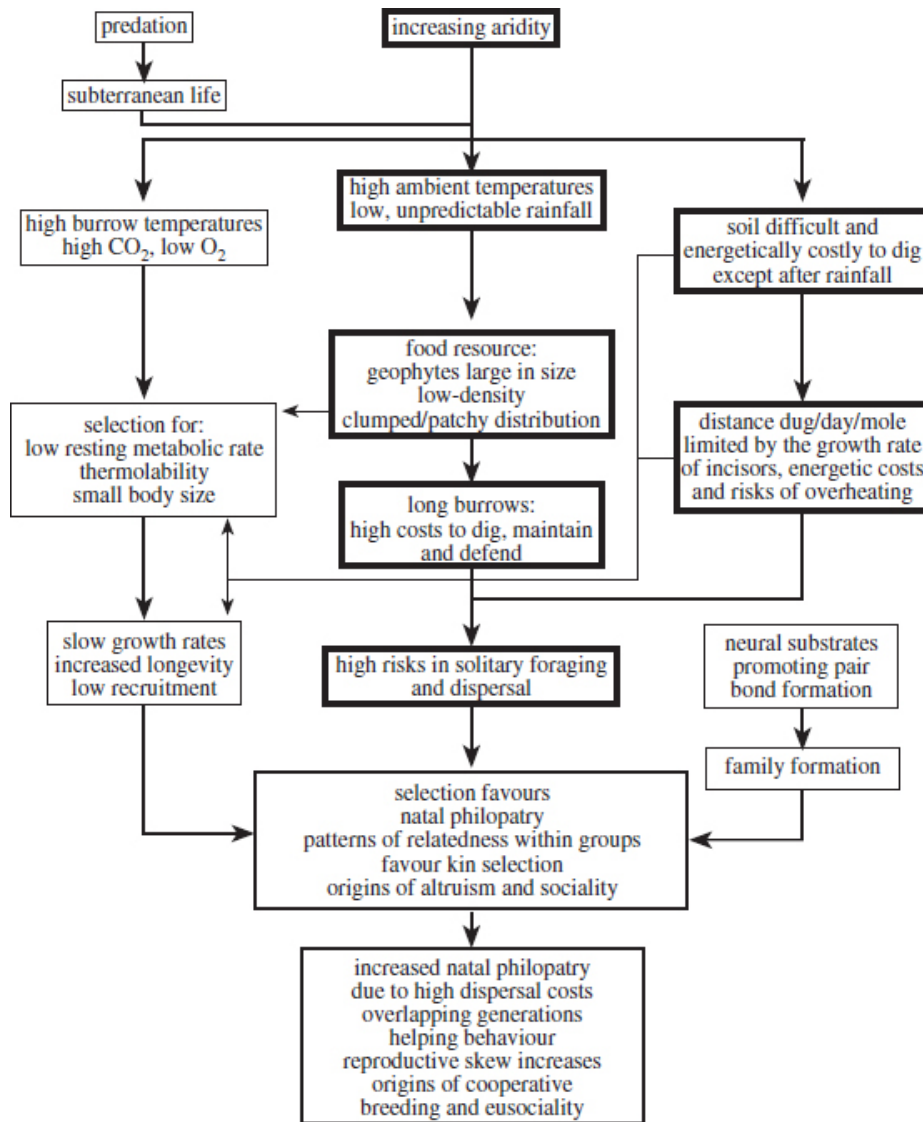 predation
increasing aridity
subterranean life
high ambient temperatures
low, unpredictable rainfall
high burrow temperatures
high CO₂, low O₂
soil difficult and
energetically costly to dig
except after rainfall
food resource:
geophytes large in size
low-density
clumped/patchy distribution
selection for:
low resting metabolic rate
thermolability
small body size
distance dug/day/mole
limited by the growth rate
of incisors, energetic costs
and risks of overheating
long burrows:
high costs to dig, maintain
and defend
slow growth rates
increased longevity
low recruitment
high risks in solitary foraging
and dispersal
neural substrates
promoting pair
bond formation
family formation
selection favours
natal philopatry
patterns of relatedness within groups
favour kin selection
origins of altruism and sociality
increased natal philopatry
due to high dispersal costs
overlapping generations
helping behaviour
reproductive skew increases
origins of cooperative
breeding and eusociality